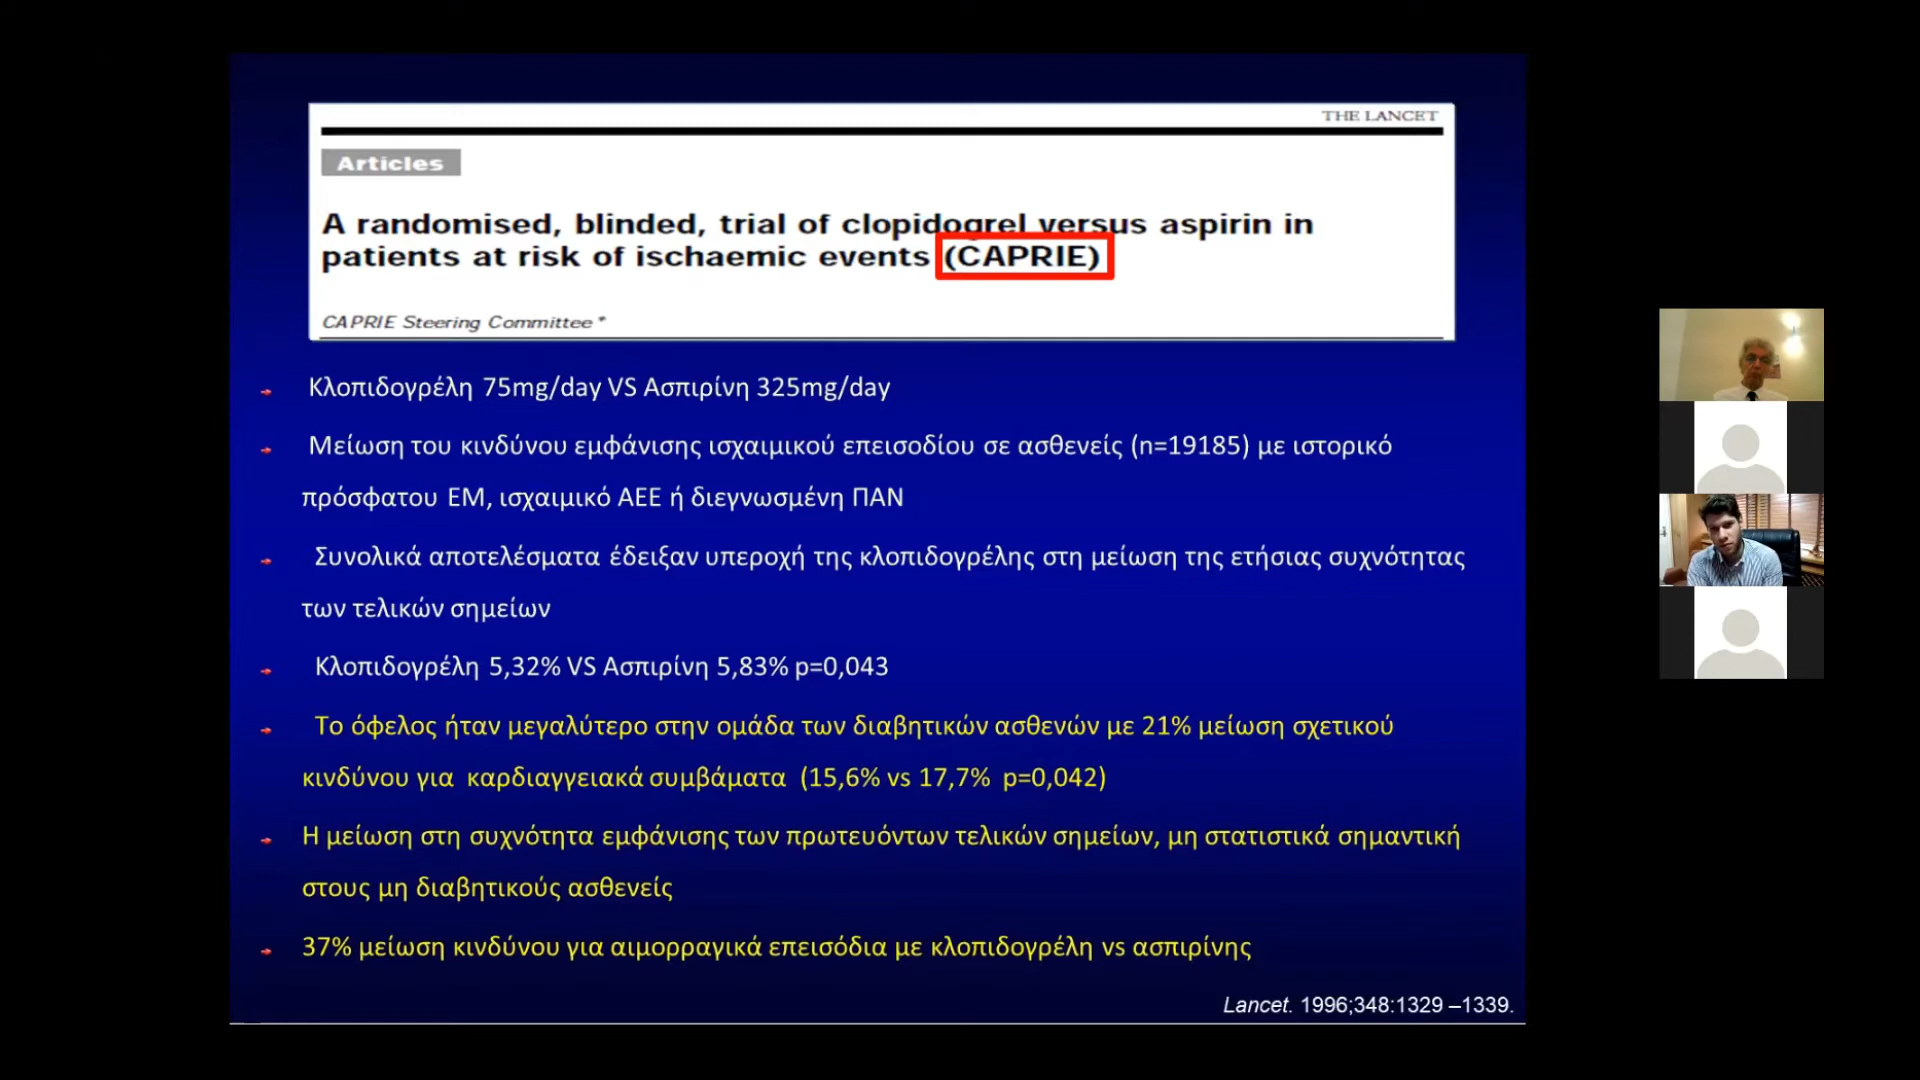 THE LANCET
Articles
A randomised, blinded, trial of clopidogrel versus aspirin in
patients at risk of ischaemic events (CAPRIE)
CAPRIE Steering Committee*
Κλοπιδογρέλη 75mg/day VS Ασπιρίνη 325mg/day
Μείωση του κινδύνου εμφάνισης ισχαιμικού επεισοδίου σε ασθενείς (n=19185) με ιστορικό
πρόσφατου ΕΜ, ισχαιμικό ΑΕΕ ή διεγνωσμένη ΠΑΝ
Συνολικά αποτελέσματα έδειξαν υπεροχή της κλοπιδογρέλης στη μείωση της ετήσιας συχνότητας
των τελικών σημείων
Κλοπιδογρέλη 5,32% VS Ασπιρίνη 5,83% p=0,043
Το όφελος ήταν μεγαλύτερο στην ομάδα των διαβητικών ασθενών με 21% μείωση σχετικού
κινδύνου για καρδιαγγειακά συμβάματα (15,6% vs 17,7% p=0,042)
Η μείωση στη συχνότητα εμφάνισης των πρωτευόντων τελικών σημείων, μη στατιστικά σημαντική
στους μη διαβητικούς ασθενείς
37% μείωση κινδύνου για αιμορραγικά επεισόδια με κλοπιδογρέλη vs ασπιρίνης
Lancet. 1996;348:1329 –1339.